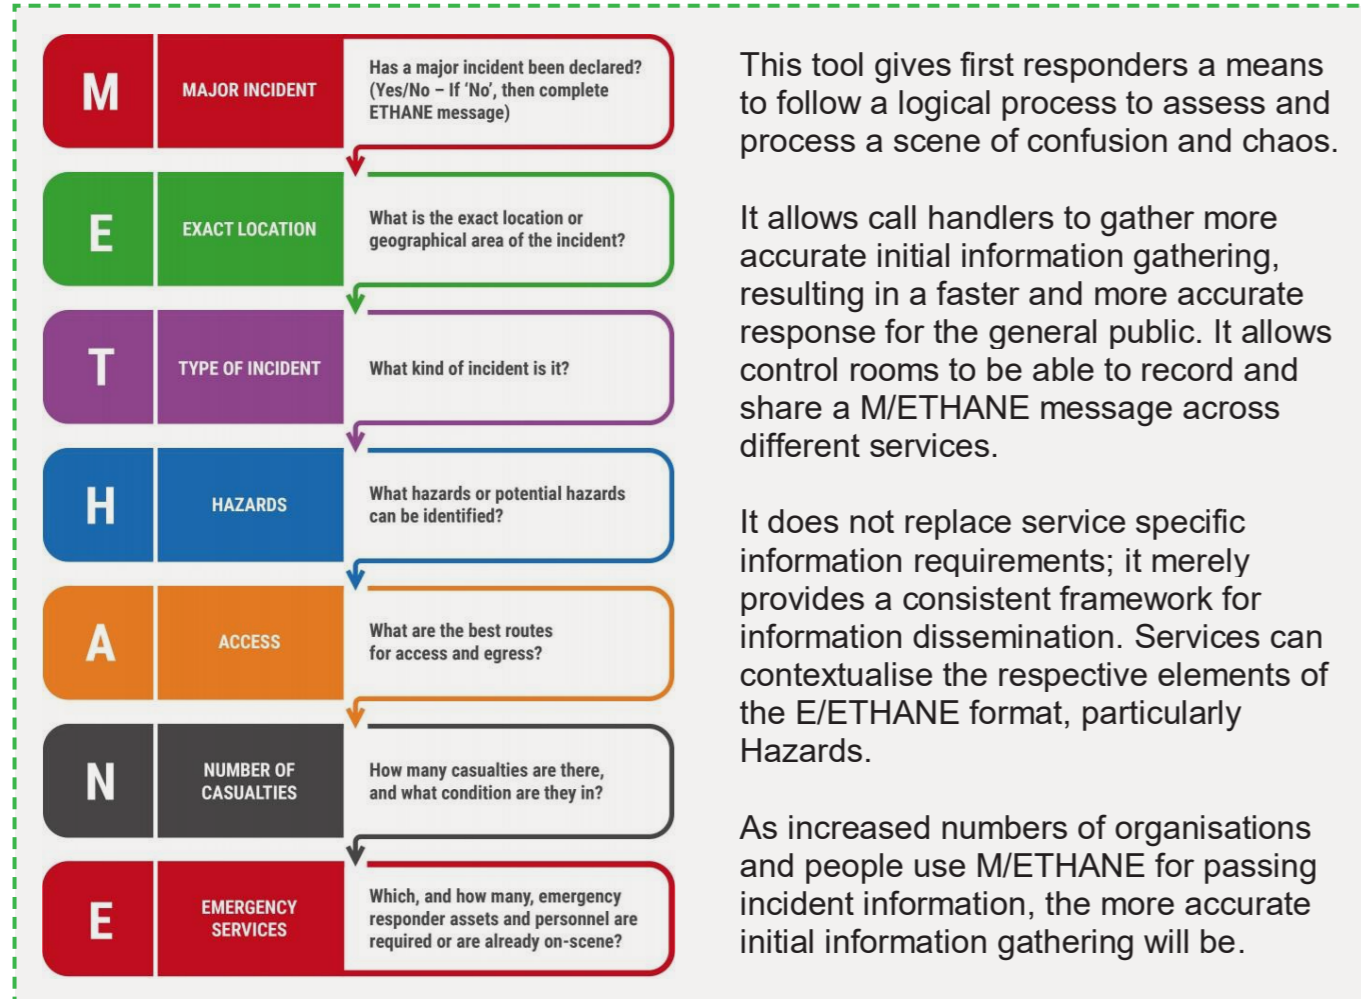 M
MAJOR INCIDENT
Has a major incident been declared?
(Yes/No – If ‘No’, then complete
ETHANE message)
E
EXACT LOCATION
What is the exact location or
geographical area of the incident?
T
TYPE OF INCIDENT
What kind of incident is it?
H
HAZARDS
What hazards or potential hazards
can be identified?
A
ACCESS
What are the best routes
for access and egress?
N
NUMBER OF
CASUALTIES
How many casualties are there,
and what condition are they in?
E
EMERGENCY
SERVICES
Which, and how many, emergency
responder assets and personnel are
required or are already on-scene?
This tool gives first responders a means
to follow a logical process to assess and
process a scene of confusion and chaos.
It allows call handlers to gather more
accurate initial information gathering,
resulting in a faster and more accurate
response for the general public. It allows
control rooms to be able to record and
share a M/ETHANE message across
different services.
It does not replace service specific
information requirements; it merely
provides a consistent framework for
information dissemination. Services can
contextualise the respective elements of
the E/ETHANE format, particularly
Hazards.
As increased numbers of organisations
and people use M/ETHANE for passing
incident information, the more accurate
initial information gathering will be.